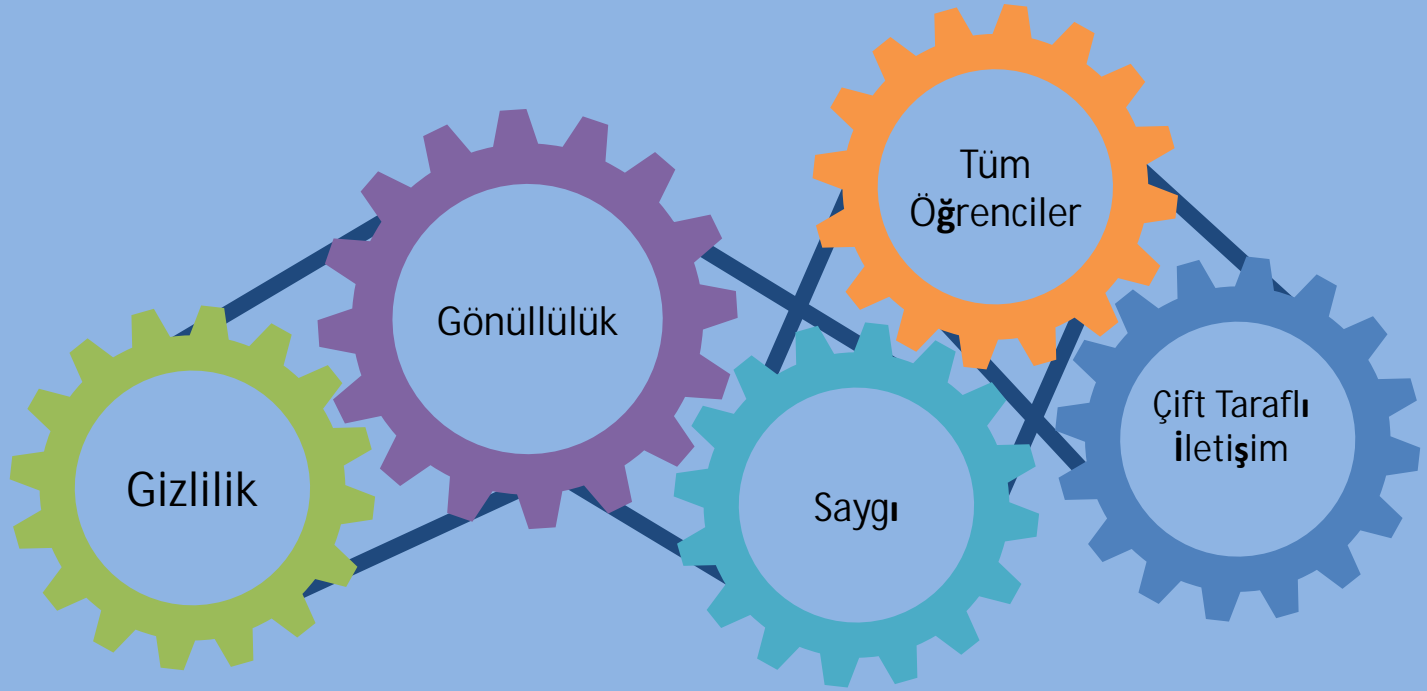 Gizlilik
Gönüllülük
Saygı
Tüm
Öğrenciler
Çift Taraflı
İletişim